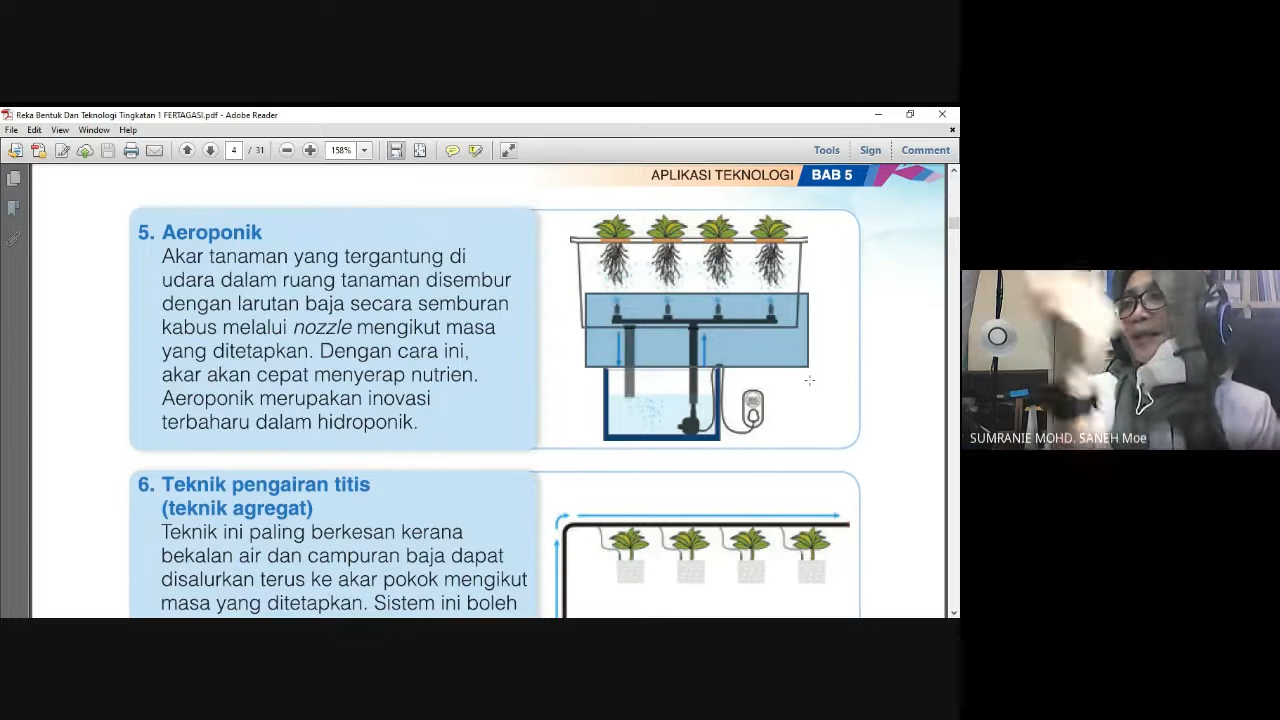 Reka Bentuk Dan Teknologi Tingkatan 1 FERTAGASI.pdf - Adobe Reader
File Edit View Window Help
4 / 31 158% Tools Sign Comment
APLIKASI TEKNOLOGI BAB 5
5. Aeroponik
Akar tanaman yang tergantung di
udara dalam ruang tanaman disembur
dengan larutan baja secara semburan
kabus melalui nozzle mengikut masa
yang ditetapkan. Dengan cara ini,
akar akan cepat menyerap nutrien.
Aeroponik merupakan inovasi
terbaharu dalam hidroponik.
6. Teknik pengairan titis
(teknik agregat)
Teknik ini paling berkesan kerana
bekalan air dan campuran baja dapat
disalurkan terus ke akar pokok mengikut
masa yang ditetapkan. Sistem ini boleh
SUMRANIE MOHD. SANEH Moe